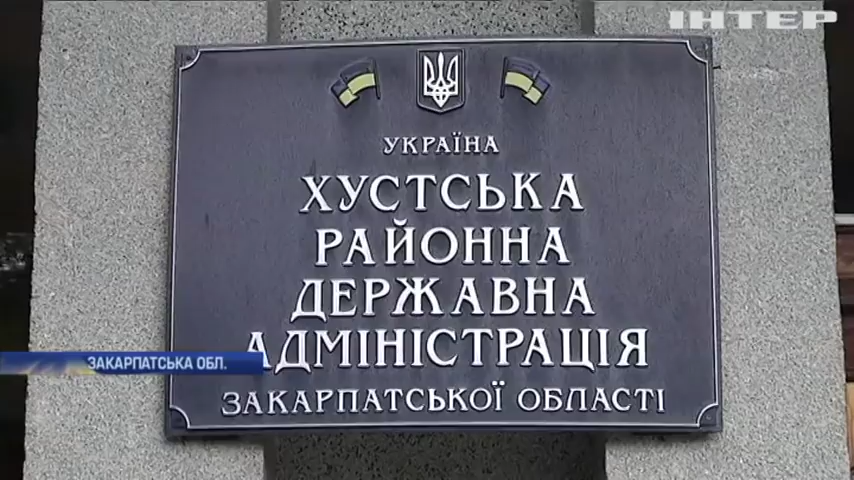 ІНТЕР
УКРАЇНА
ХУСТСЬКА
РАЙОННА
ДЕРЖАВНА
АДМІНІСТРАЦІЯ
ЗАКАРПАТСЬКА ОБЛ.
ЗАКАРПАТСЬКОЇ ОБЛАСТІ